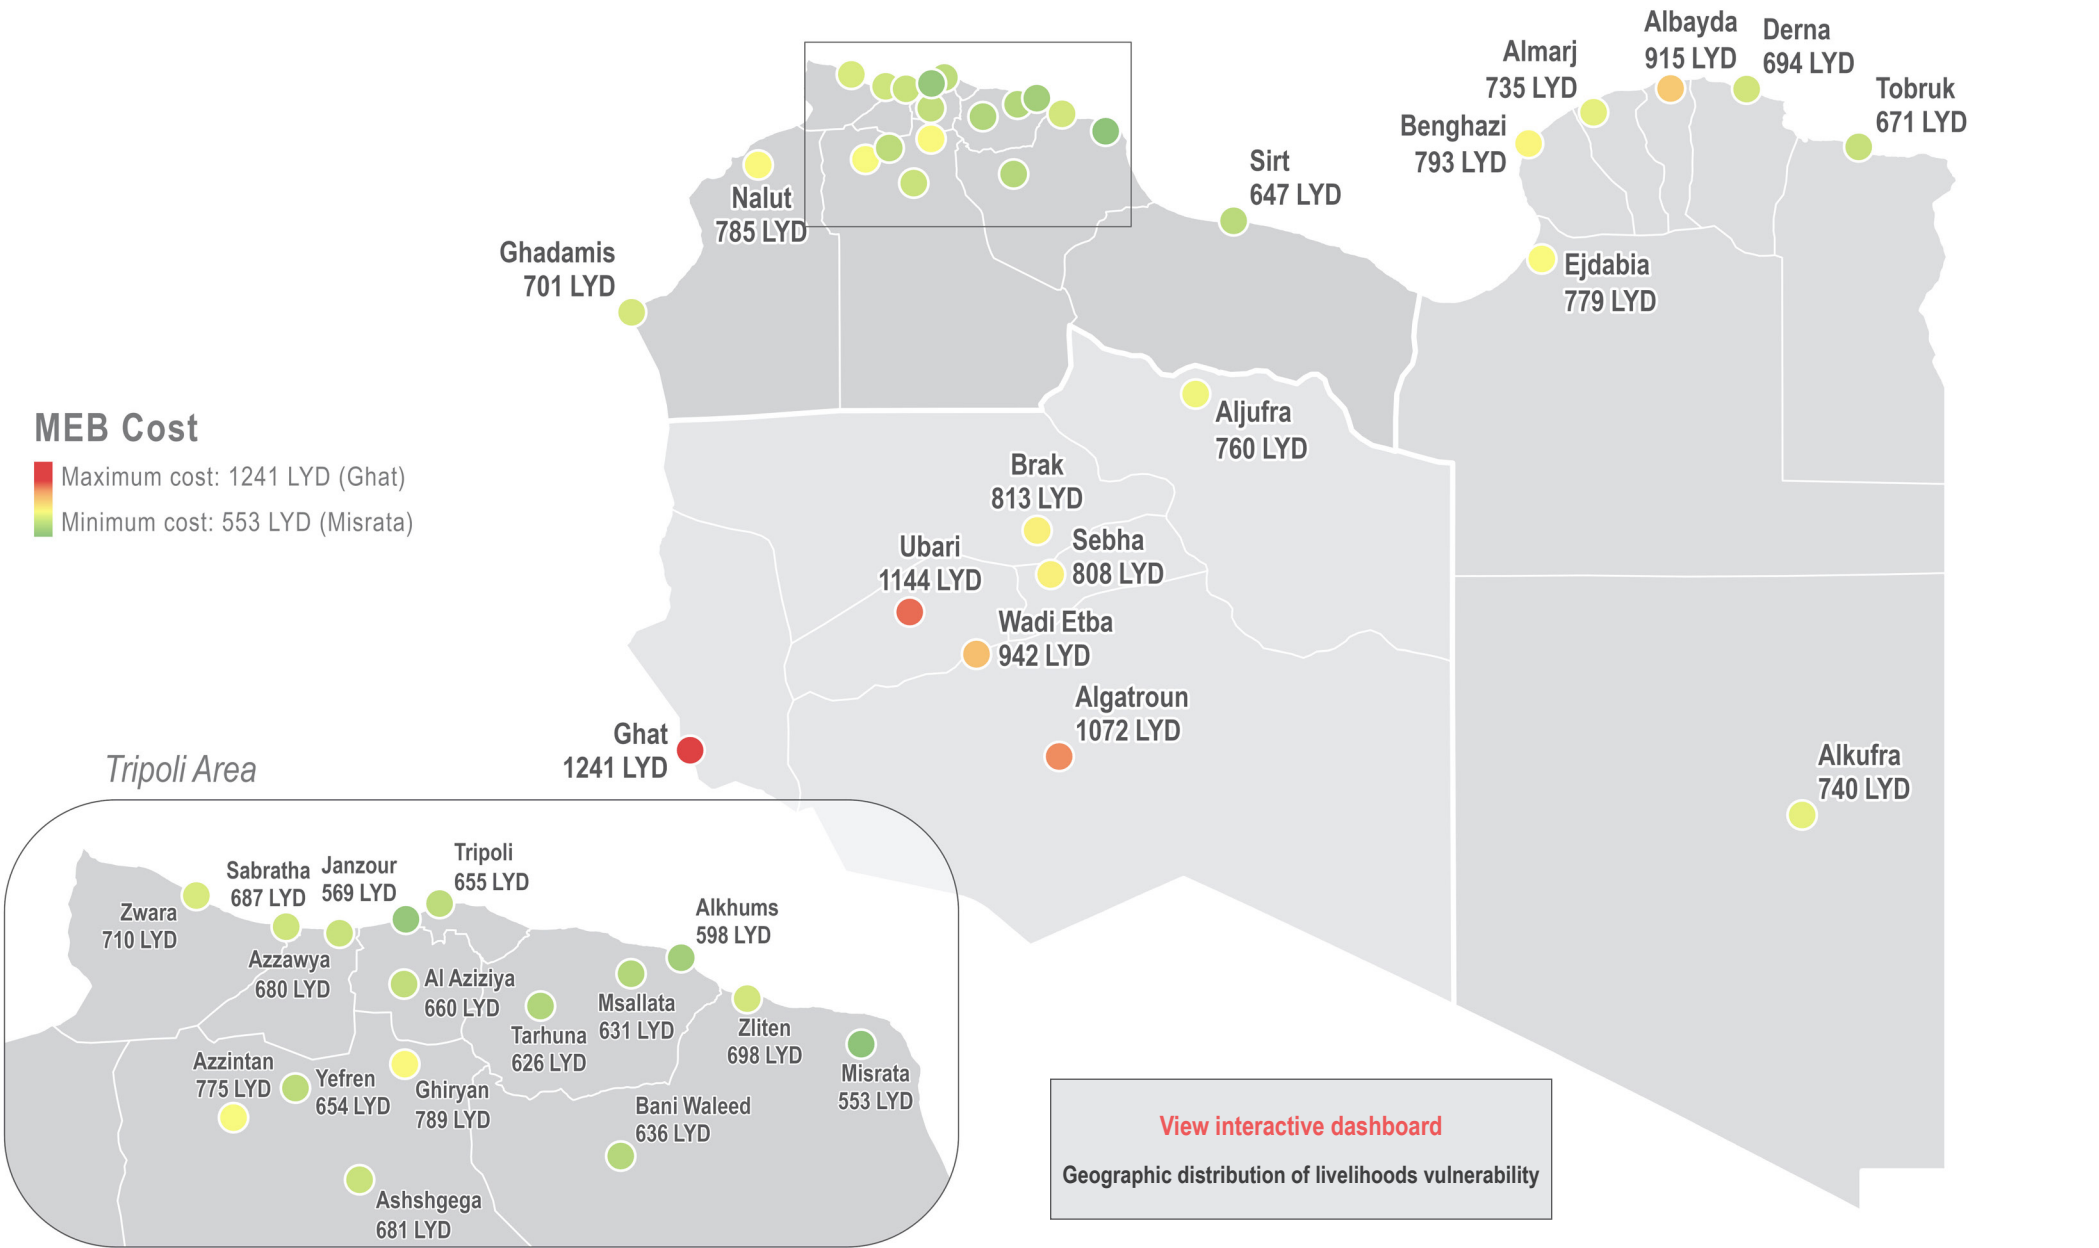 Albayda
915 LYD
Derna
694 LYD
Almarj
735 LYD
Tobruk
671 LYD
Benghazi
793 LYD
Sirt
647 LYD
Nalut
785 LYD
Ghadamis
701 LYD
Ejdabia
779 LYD
MEB Cost
Maximum cost: 1241 LYD (Ghat)
Minimum cost: 553 LYD (Misrata)
Aljufra
760 LYD
Brak
813 LYD
Sebha
808 LYD
Ubari
1144 LYD
Wadi Etba
942 LYD
Algatroun
1072 LYD
Ghat
1241 LYD
Alkufra
740 LYD
Tripoli Area
Tripoli
655 LYD
Sabratha
687 LYD
Janzour
569 LYD
Zwara
710 LYD
Alkhums
598 LYD
Azzawya
680 LYD
Al Aziziya
660 LYD
Msallata
631 LYD
Tarhuna
626 LYD
Zliten
698 LYD
Misrata
553 LYD
Azzintan
775 LYD
Yefren
654 LYD
Ghiryan
789 LYD
Bani Waleed
636 LYD
Ashshgega
681 LYD
View interactive dashboard
Geographic distribution of livelihoods vulnerability